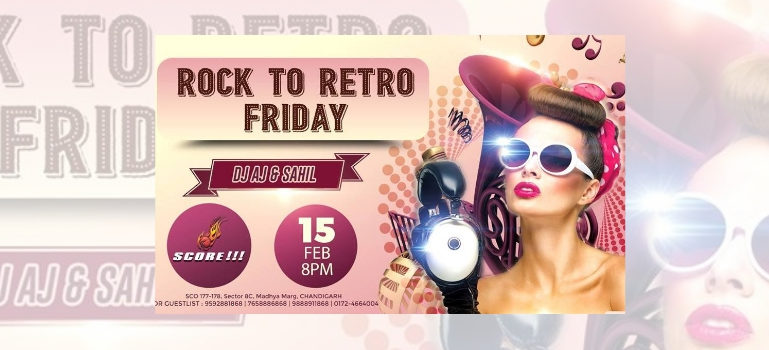 ROCK TO RETRO
FRIDAY
DJ AJ & SAHIL
SCORE!!!
15
FEB
8PM
SCO 177-178, Sector 8C, Madhya Marg, CHANDIGARH
OR GUESTLIST : 9592881868 | 7658886868 | 9888911868 | 0172-4664004